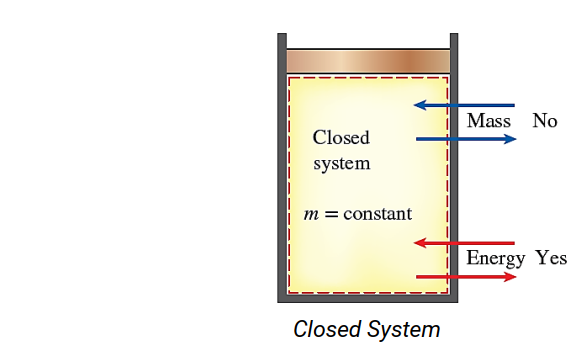 Mass No
Closed
system
m = constant
Energy Yes
Closed System